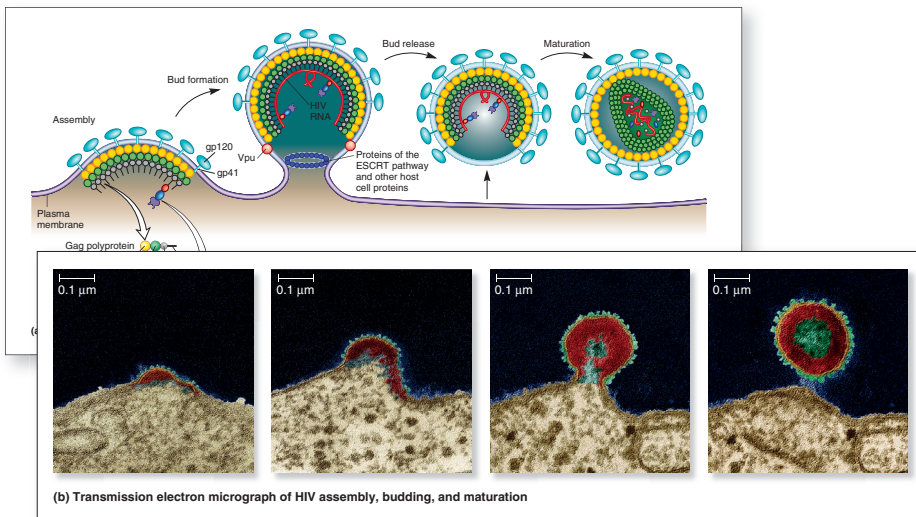 Bud release
Maturation
Bud formation
HIV
RNA
Assembly
gp120
gp41
Vpu
Proteins of the
ESCRT pathway
and other host
cell proteins
Plasma
membrane
Gag polyprotein
0.1 µm
0.1 µm
0.1 µm
0.1 µm
(b) Transmission electron micrograph of HIV assembly, budding, and maturation